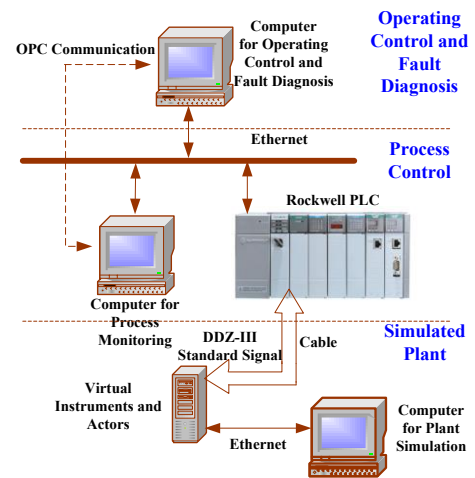 Operating
Control and
Fault
Diagnosis
Computer
for Operating
Control and
Fault Diagnosis
OPC Communication
Ethernet
Process
Control
Rockwell PLC
Computer for
Process
Monitoring
Simulated
Plant
DDZ-III
Standard Signal
Cable
Virtual
Instruments and
Actors
Ethernet
Computer
for Plant
Simulation